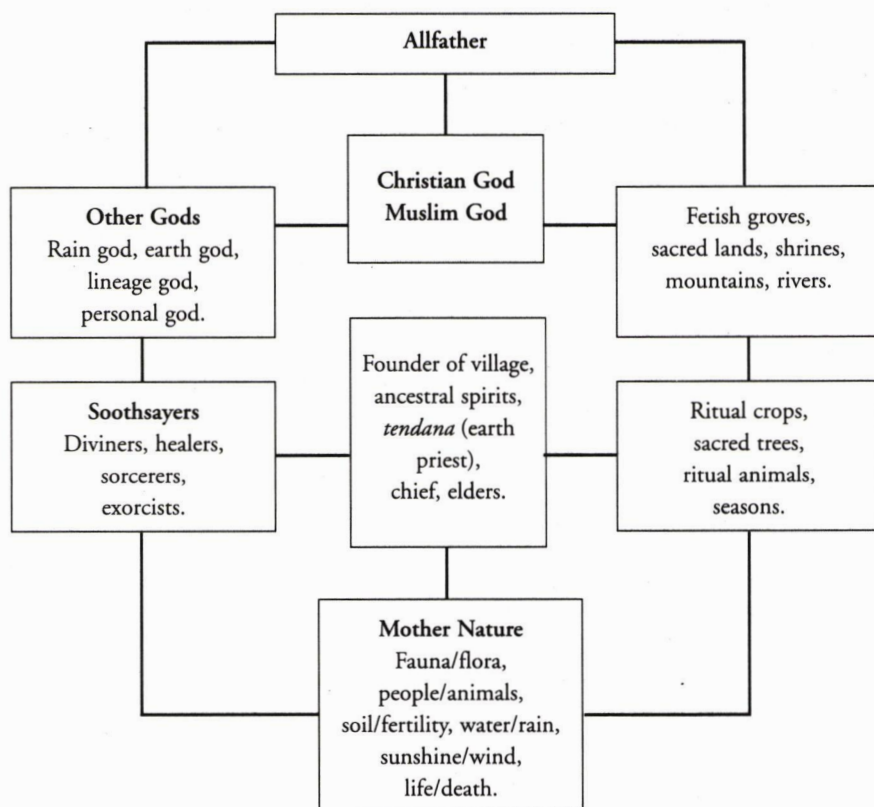 Allfather
Christian God
Muslim God
Other Gods
Rain god, earth god,
lineage god,
personal god.
Fetish groves,
sacred lands, shrines,
mountains, rivers.
Founder of village,
ancestral spirits,
tendana (earth
priest),
chief, elders.
Soothsayers
Diviners, healers,
sorcerers,
exorcists.
Ritual crops,
sacred trees,
ritual animals,
seasons.
Mother Nature
Fauna/flora,
people/animals,
soil/fertility, water/rain,
sunshine/wind,
life/death.